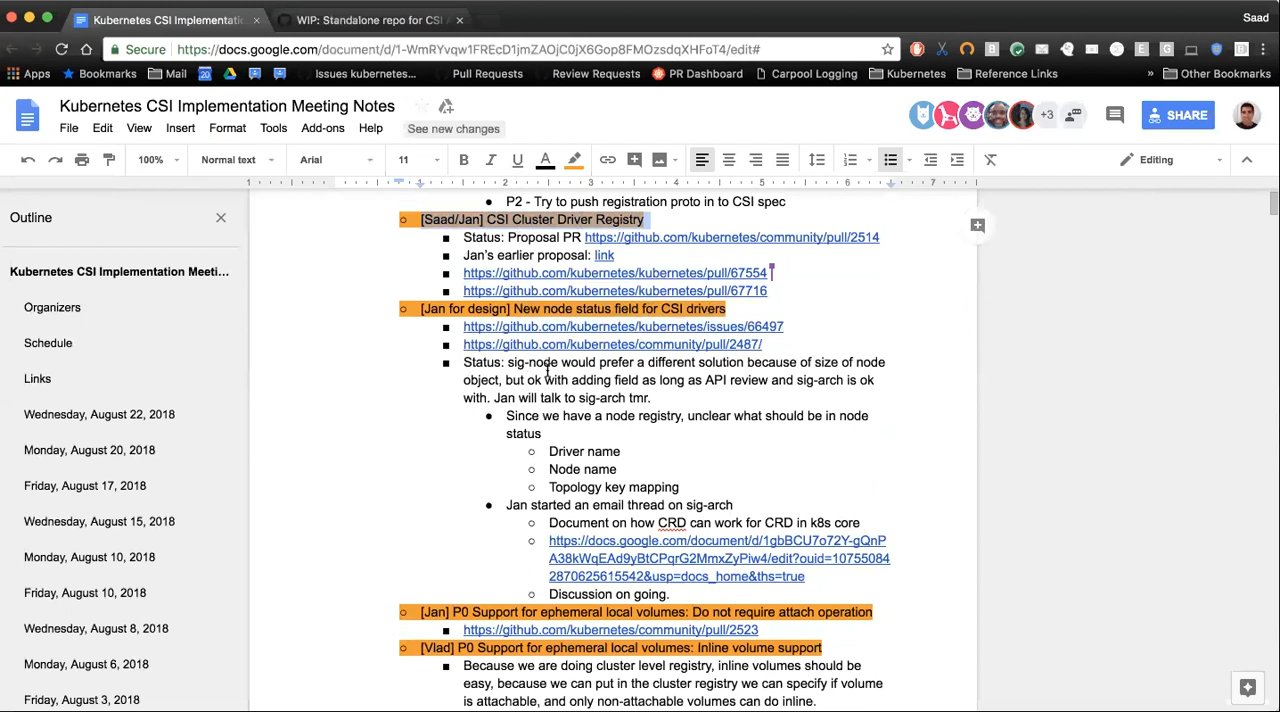 Kubernetes CSI Implementatio
WIP: Standalone repo for CSI
Saad
Secure
https://docs.google.com/document/d/1-WmRYvqw1FREcD1jmZAOjC0jX6Gop8FMOzsdqXHFoT4/edit#
Apps
Bookmarks
Mail
Issues kubernetes...
Pull Requests
Review Requests
PR Dashboard
Carpool Logging
Kubernetes
Reference Links
»
Other Bookmarks
Kubernetes CSI Implementation Meeting Notes
File Edit View Insert Format Tools Add-ons Help
See new changes
+3
SHARE
100%
Normal text
Arial
11
Editing
Outline
Kubernetes CSI Implementation Meeti...
Organizers
Schedule
Links
Wednesday, August 22, 2018
Monday, August 20, 2018
Friday, August 17, 2018
Wednesday, August 15, 2018
Monday, August 10, 2018
Friday, August 10, 2018
Wednesday, August 8, 2018
Monday, August 6, 2018
Friday, August 3, 2018
P2 - Try to push registration proto in to CSI spec
[Saad/Jan] CSI Cluster Driver Registry
Status: Proposal PR https://github.com/kubernetes/community/pull/2514
Jan's earlier proposal: link
https://github.com/kubernetes/kubernetes/pull/67554
https://github.com/kubernetes/kubernetes/pull/67716
[Jan for design] New node status field for CSI drivers
https://github.com/kubernetes/kubernetes/issues/66497
https://github.com/kubernetes/community/pull/2487/
Status: sig-node would prefer a different solution because of size of node
object, but ok with adding field as long as API review and sig-arch is ok
with. Jan will talk to sig-arch tmr.
Since we have a node registry, unclear what should be in node
status
Driver name
Node name
Topology key mapping
Jan started an email thread on sig-arch
Document on how CRD can work for CRD in k8s core
https://docs.google.com/document/d/1gbBCU7o72Y-gQnP
A38kWqEAd9yBtCPqrG2MmxZyPiw4/edit?ouid=10755084
2870625615542&usp=docs_home&ths=true
Discussion on going.
[Jan] P0 Support for ephemeral local volumes: Do not require attach operation
https://github.com/kubernetes/community/pull/2523
[Vlad] P0 Support for ephemeral local volumes: Inline volume support
Because we are doing cluster level registry, inline volumes should be
easy, because we can put in the cluster registry we can specify if volume
is attachable, and only non-attachable volumes can do inline.